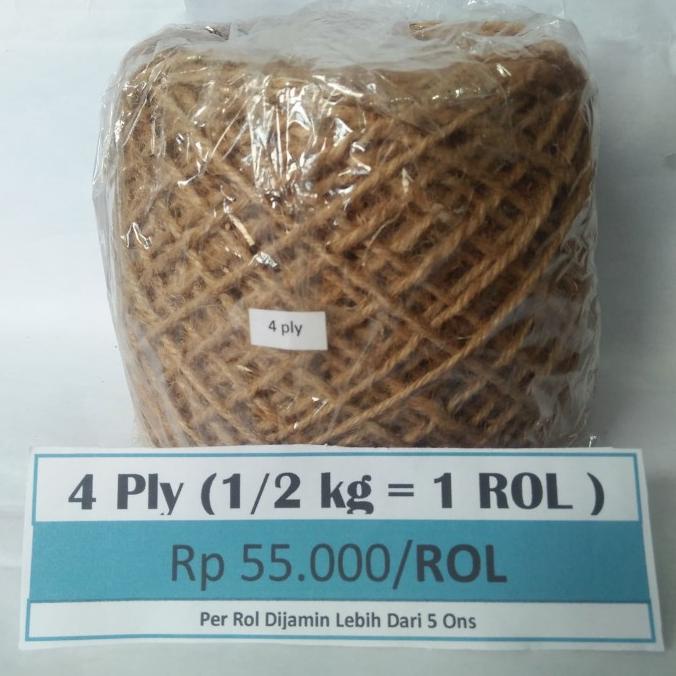 4 ply
4 Ply (1/2 kg = 1 ROL )
Rp 55.000/ROL
Per Rol Dijamin Lebih Dari 5 Ons